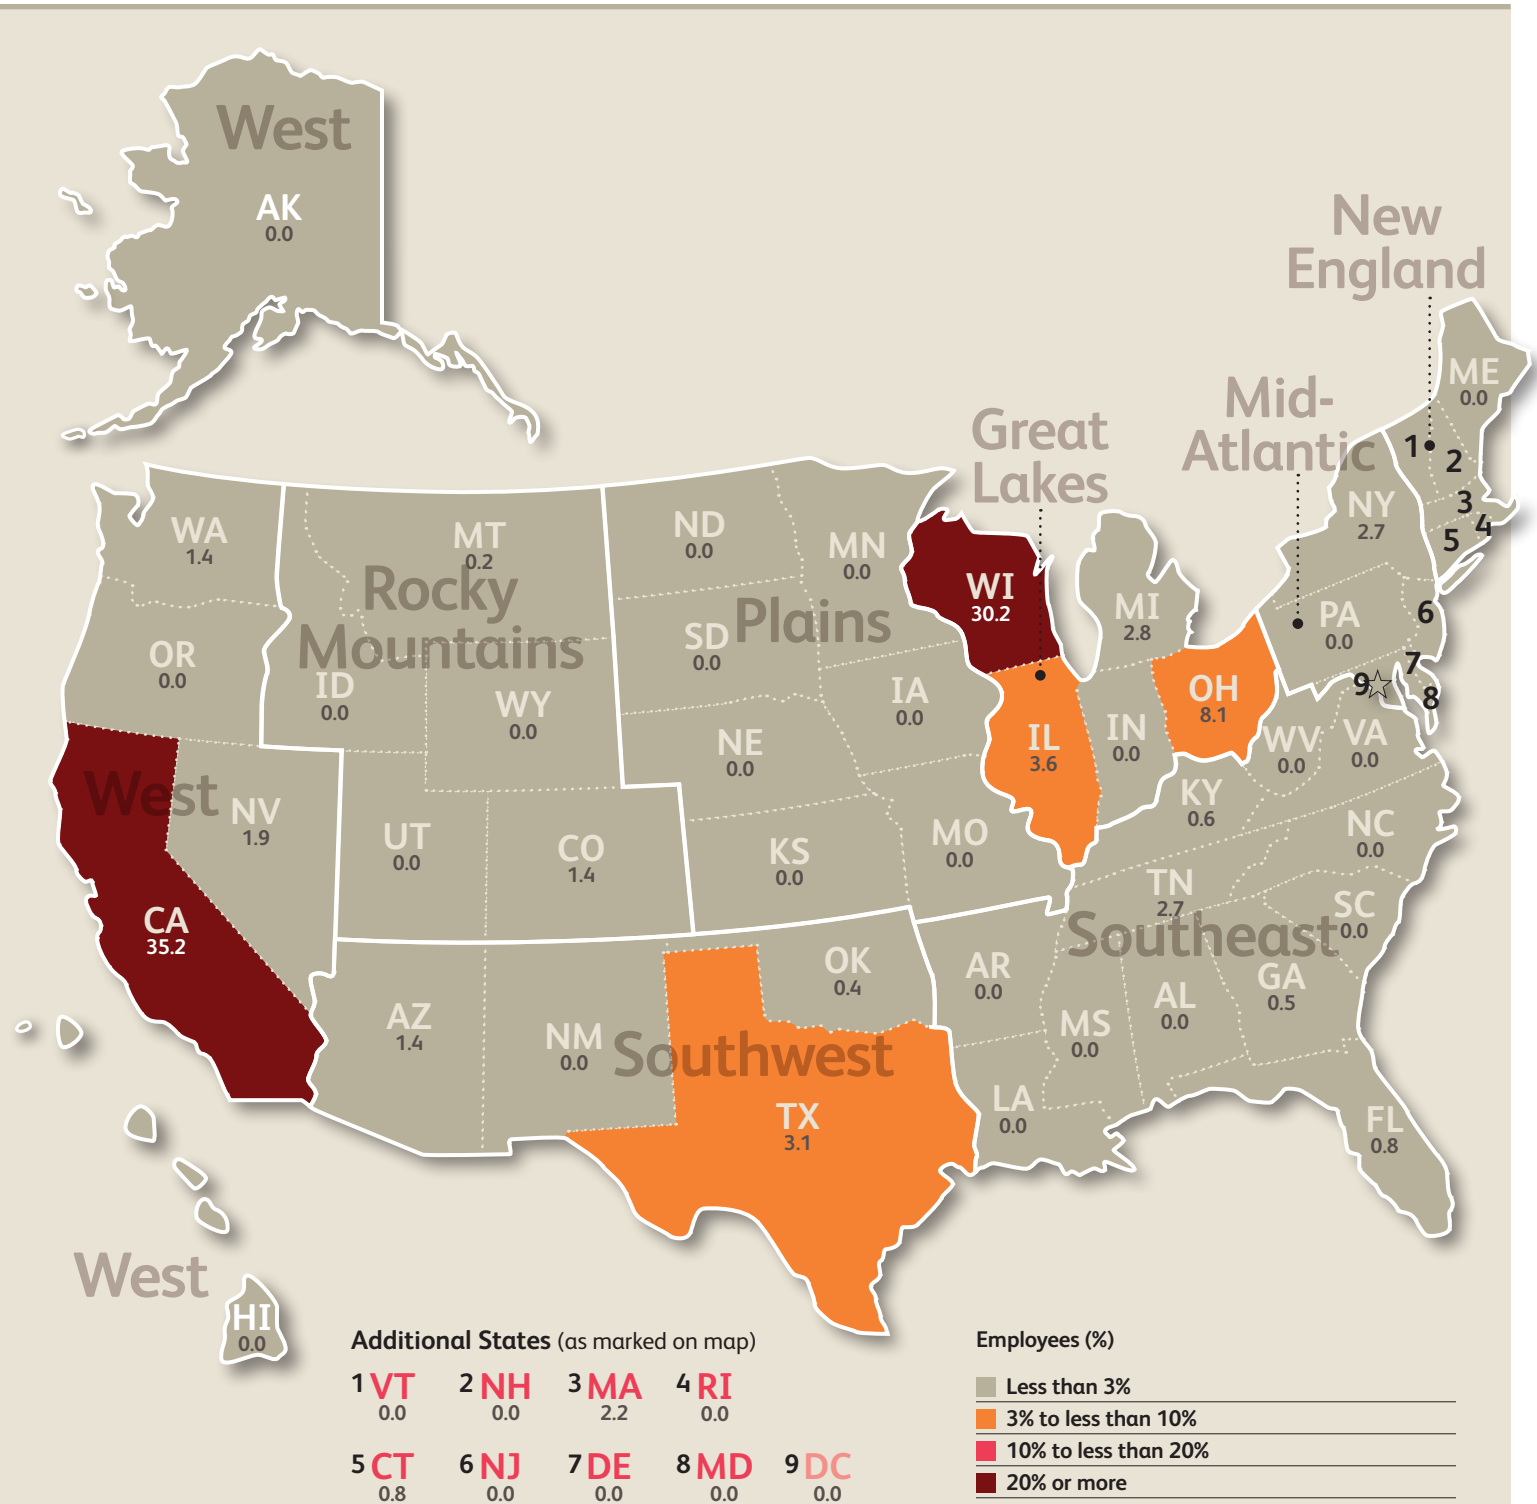 West
AK
0.0
New
England
ME
0.0
Mid-
Atlantic
Great
Lakes
1
2
3
4
5
NY
2.7
WA
1.4
MT
0.2
ND
0.0
MN
0.0
WI
30.2
MI
2.8
PA
0.0
6
7
8
9
Rocky
Mountains
Plains
OR
0.0
ID
0.0
WY
0.0
SD
0.0
IA
0.0
NE
0.0
IL
3.6
IN
0.0
OH
8.1
WV
0.0
VA
0.0
West
NV
1.9
UT
0.0
CO
1.4
KS
0.0
MO
0.0
KY
0.6
NC
0.0
TN
2.7
SC
0.0
Southeast
CA
35.2
AZ
1.4
NM
0.0
OK
0.4
AR
0.0
MS
0.0
AL
0.0
GA
0.5
Southwest
TX
3.1
LA
0.0
FL
0.8
West
HI
0.0
Additional States (as marked on map)
1 VT 2 NH 3 MA 4 RI
0.0 0.0 2.2 0.0
5 CT 6 NJ 7 DE 8 MD 9 DC
0.8 0.0 0.0 0.0 0.0
Employees (%)
Less than 3%
3% to less than 10%
10% to less than 20%
20% or more